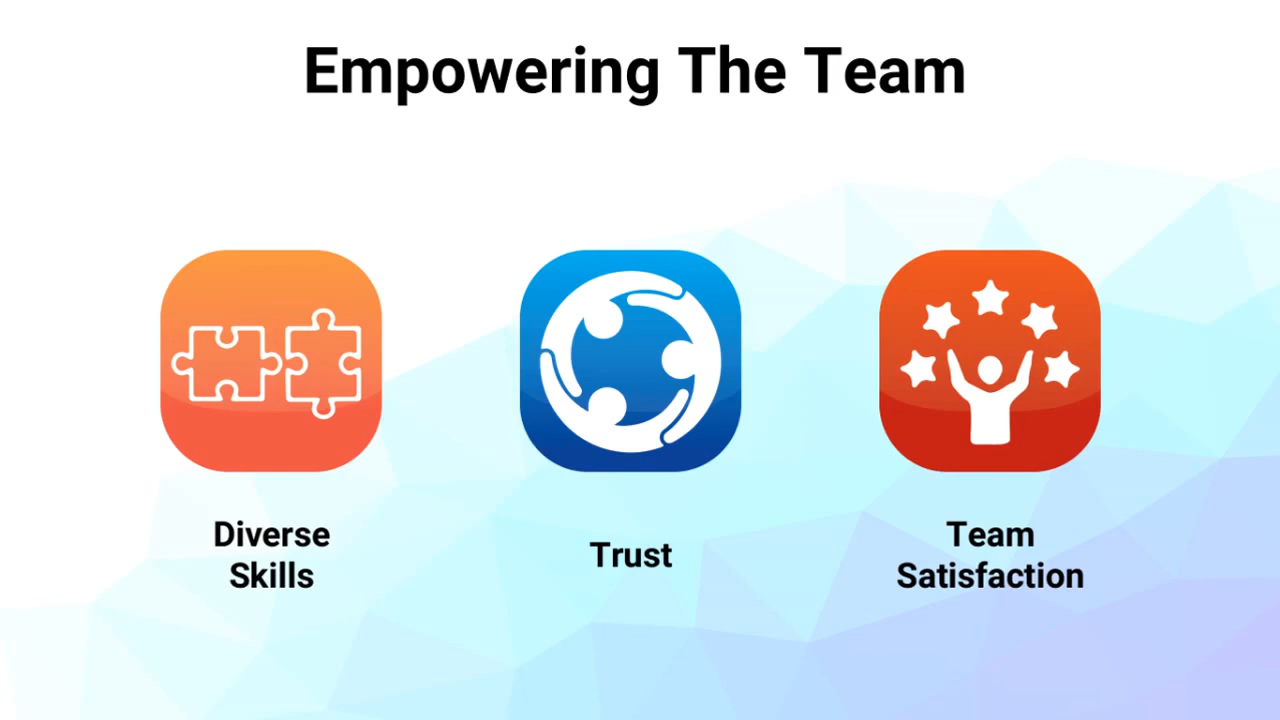 Empowering The Team
Diverse
Skills
Trust
Team
Satisfaction